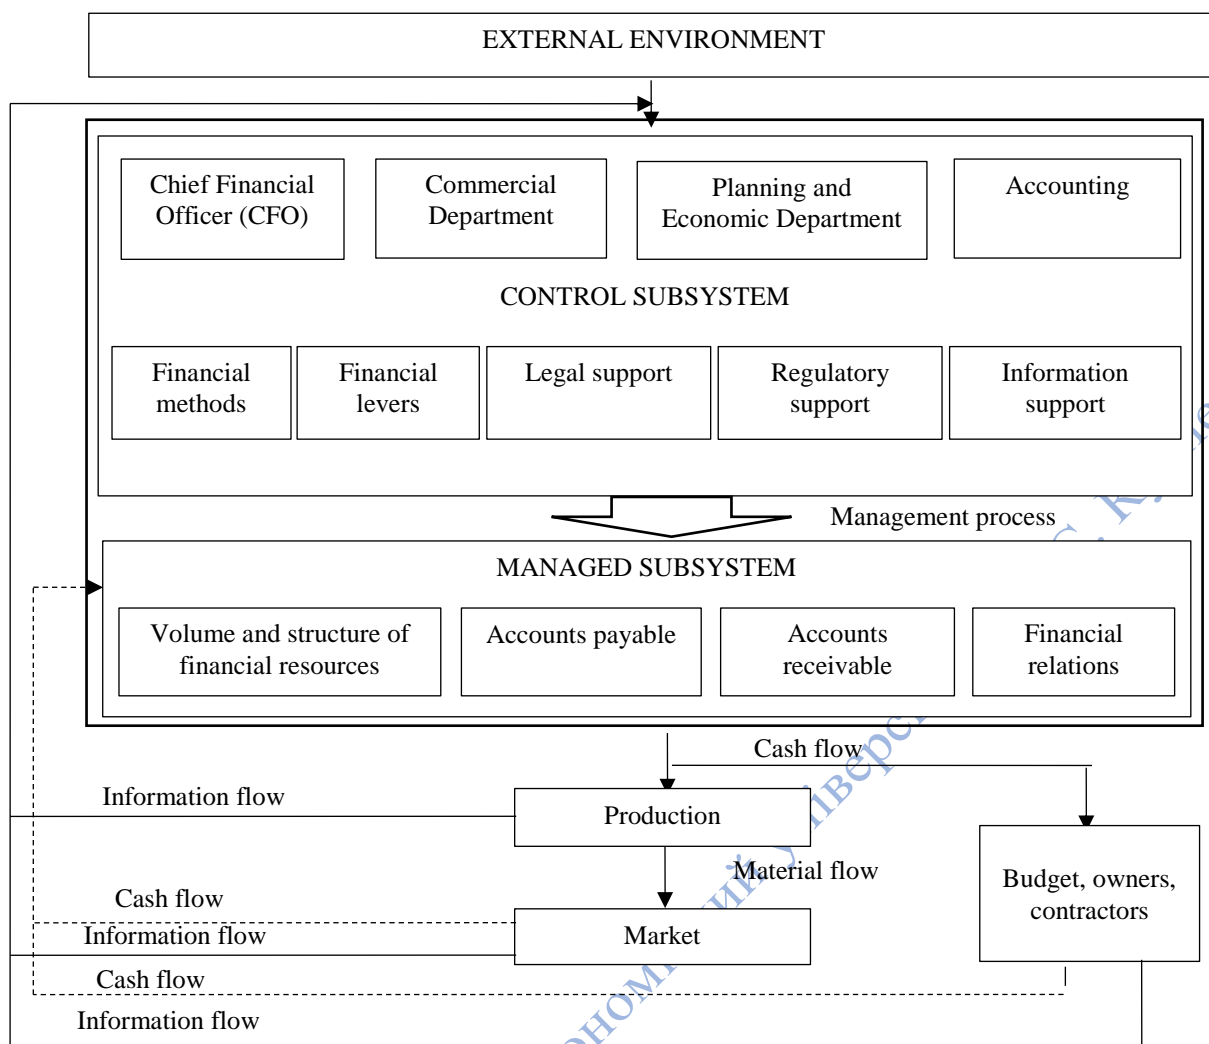 EXTERNAL ENVIRONMENT
Chief Financial
Officer (CFO)
Commercial
Department
Planning and
Economic Department
Accounting
CONTROL SUBSYSTEM
Financial
methods
Financial
levers
Legal support
Regulatory
support
Information
support
Management process
MANAGED SUBSYSTEM
Volume and structure of
financial resources
Accounts payable
Accounts
receivable
Financial
relations
Cash flow
Information flow
Production
Material flow
Budget, owners,
contractors
Cash flow
Information flow
Market
Cash flow
Information flow